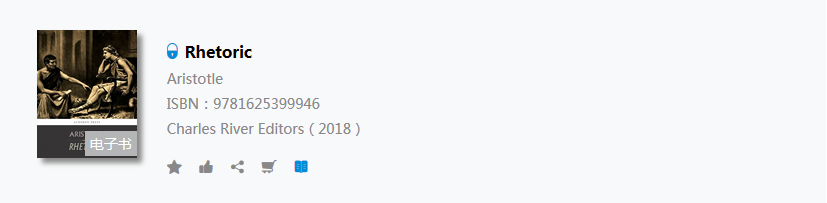 Rhetoric
Aristotle
ISBN：9781625399946
Charles River Editors ( 2018 )
ARIS
RHE
电子书